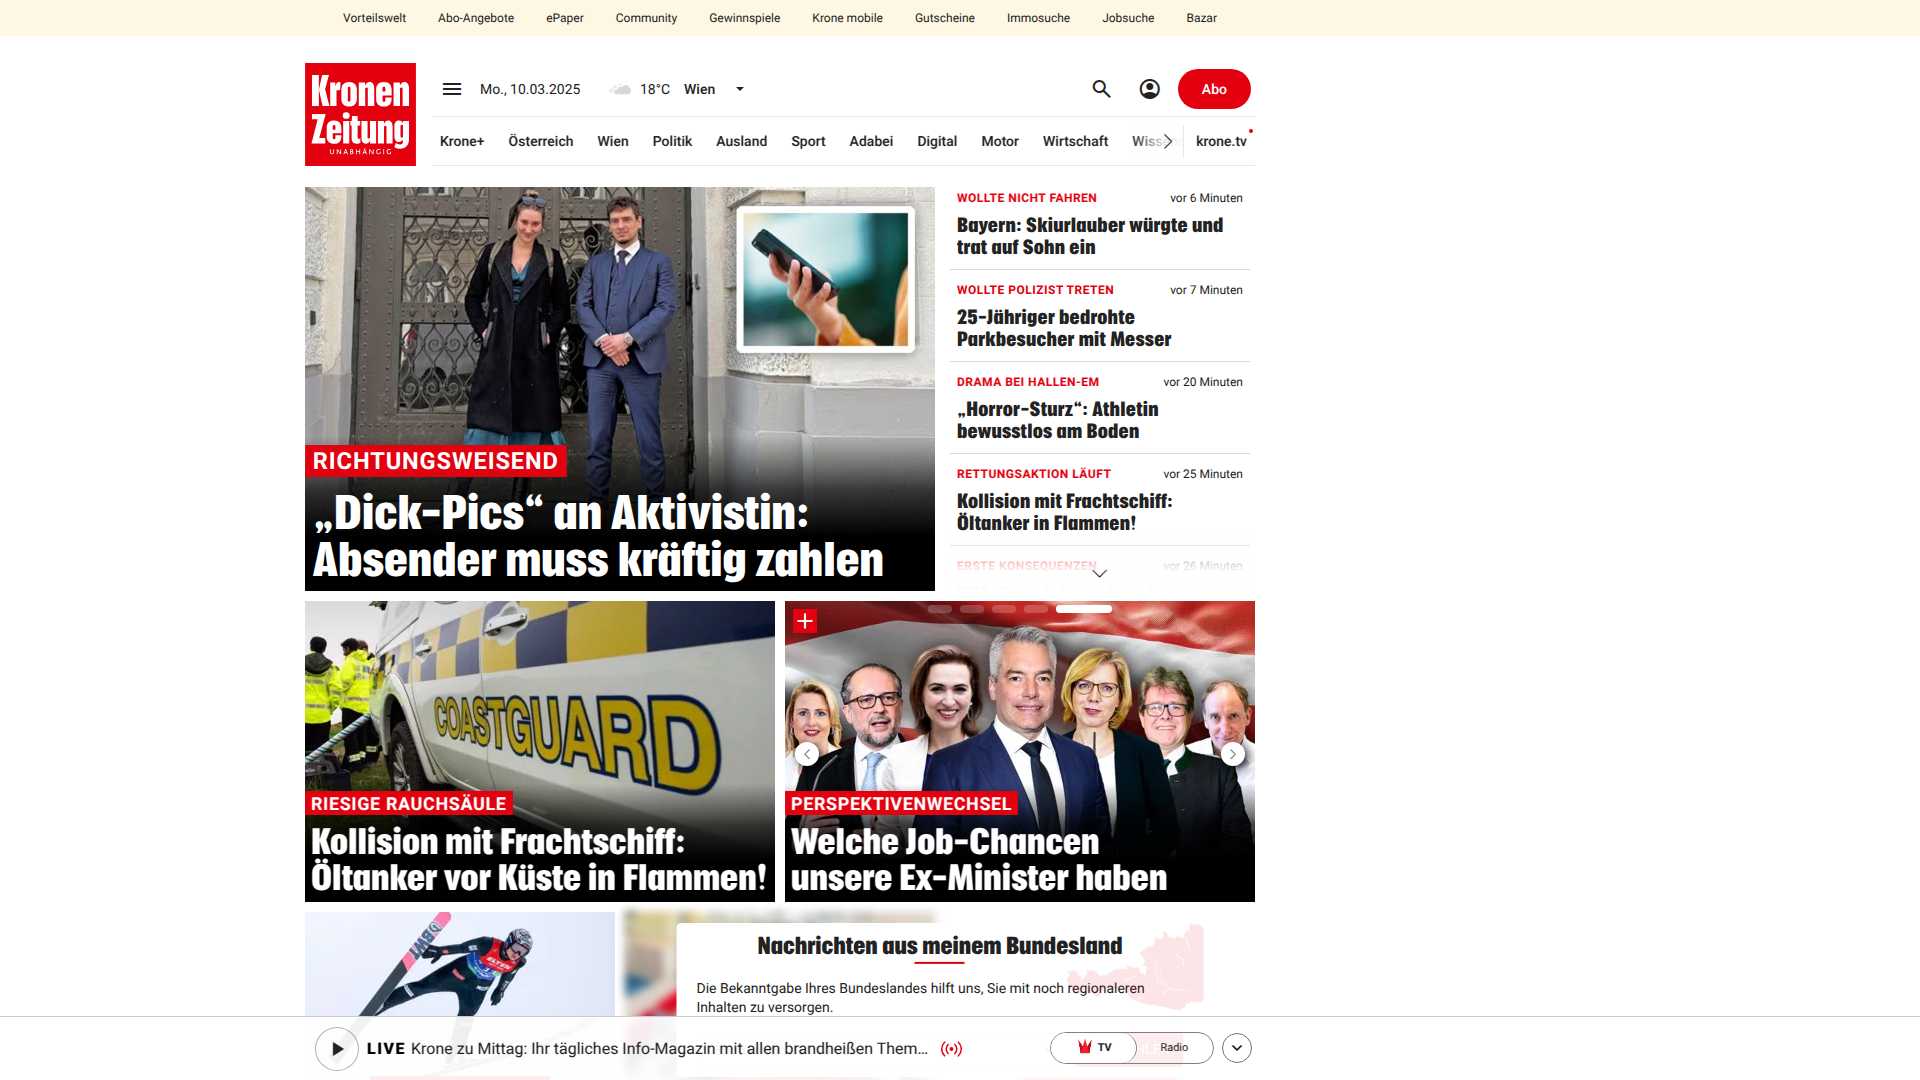 Vorteilswelt Abo-Angebote ePaper Community Gewinnspiele Krone mobile Gutscheine Immosuche Jobsuche Bazar
Kronen
Zeitung
UNABHÄNGIG
Mo., 10.03.2025 18°C Wien
Abo
Krone+ Österreich Wien Politik Ausland Sport Adabei Digital Motor Wirtschaft krone.tv
RICHTUNGSWEISEND
„Dick-Pics“ an Aktivistin:
Absender muss kräftig zahlen
WOLLTE NICHT FAHREN vor 6 Minuten
Bayern: Skiurlauber würgte und
trat auf Sohn ein
WOLLTE POLIZIST TRETEN vor 7 Minuten
25-Jähriger bedrohte
Parkbesucher mit Messer
DRAMA BEI HALLEN-EM vor 20 Minuten
„Horror-Sturz“: Athletin
bewusstlos am Boden
RETTUNGSAKTION LÄUFT vor 25 Minuten
Kollision mit Frachtschiff:
Öltanker in Flammen!
ERSTE KONSEQUENZEN vor 26 Minuten
COASTGUARD
RIESIGE RAUCHSÄULE
Kollision mit Frachtschiff:
Öltanker vor Küste in Flammen!
PERSPEKTIVENWECHSEL
Welche Job-Chancen
unsere Ex-Minister haben
Nachrichten aus meinem Bundesland
Die Bekanntgabe Ihres Bundeslandes hilft uns, Sie mit noch regionaleren
Inhalten zu versorgen.
LIVE Krone zu Mittag: Ihr tägliches Info-Magazin mit allen brandheißen Them...
TV Radio